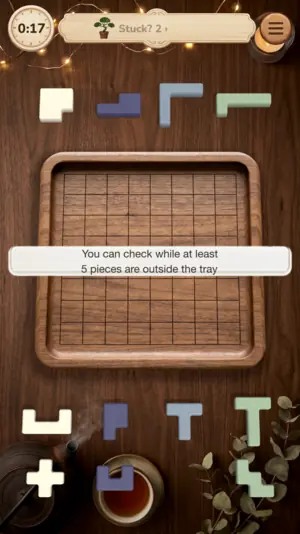 0:17
Stuck? 2 ›
You can check while at least
5 pieces are outside the tray